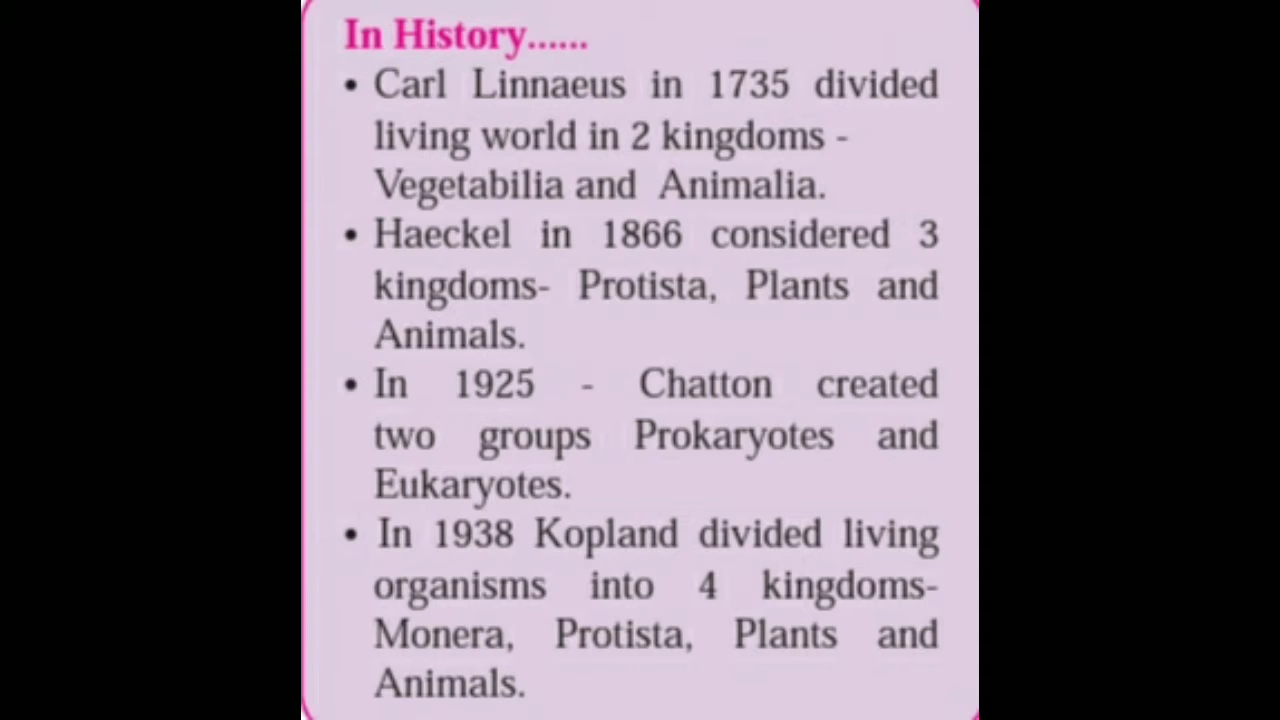 In History......
• Carl Linnaeus in 1735 divided
living world in 2 kingdoms -
Vegetabilia and Animalia.
• Haeckel in 1866 considered 3
kingdoms- Protista, Plants and
Animals.
• In 1925 - Chatton created
two groups Prokaryotes and
Eukaryotes.
• In 1938 Kopland divided living
organisms into 4 kingdoms-
Monera, Protista, Plants and
Animals.